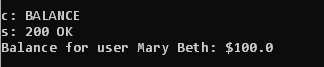 c: BALANCE
s: 200 OK
Balance for user Mary Beth: $100.0